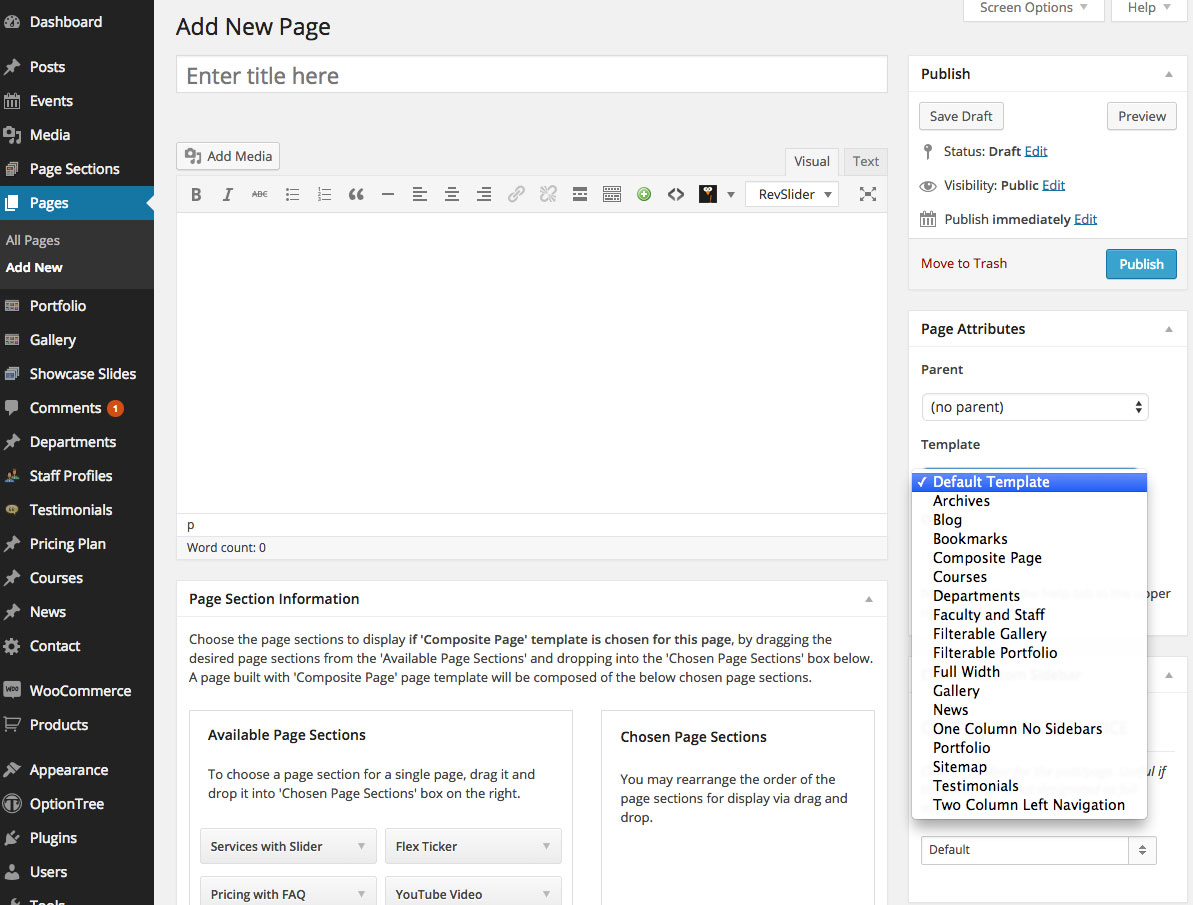 Dashboard
Posts
Events
Media
Page Sections
Pages
All Pages
Add New
Portfolio
Gallery
Showcase Slides
Comments 1
Departments
Staff Profiles
Testimonials
Pricing Plan
Courses
News
Contact
WooCommerce
Products
Appearance
OptionTree
Plugins
Users
Tools
Screen Options
Help
Add New Page
Enter title here
Add Media
Visual
Text
B I ABC
RevSlider
p
Word count: 0
Page Section Information
Choose the page sections to display if 'Composite Page' template is chosen for this page, by dragging the
desired page sections from the 'Available Page Sections' and dropping into the 'Chosen Page Sections' box below.
A page built with 'Composite Page' page template will be composed of the below chosen page sections.
Available Page Sections
To choose a page section for a single page, drag it and
drop it into 'Chosen Page Sections' box on the right.
Services with Slider
Flex Ticker
Pricing with FAQ
YouTube Video
Chosen Page Sections
You may rearrange the order of the
page sections for display via drag and
drop.
Publish
Save Draft
Preview
Status: Draft Edit
Visibility: Public Edit
Publish immediately Edit
Move to Trash
Publish
Page Attributes
Parent
(no parent)
Template
✓ Default Template
Archives
Blog
Bookmarks
Composite Page
Courses
Departments
Faculty and Staff
Filterable Gallery
Filterable Portfolio
Full Width
Gallery
News
One Column No Sidebars
Portfolio
Sitemap
Testimonials
Two Column Left Navigation
Default